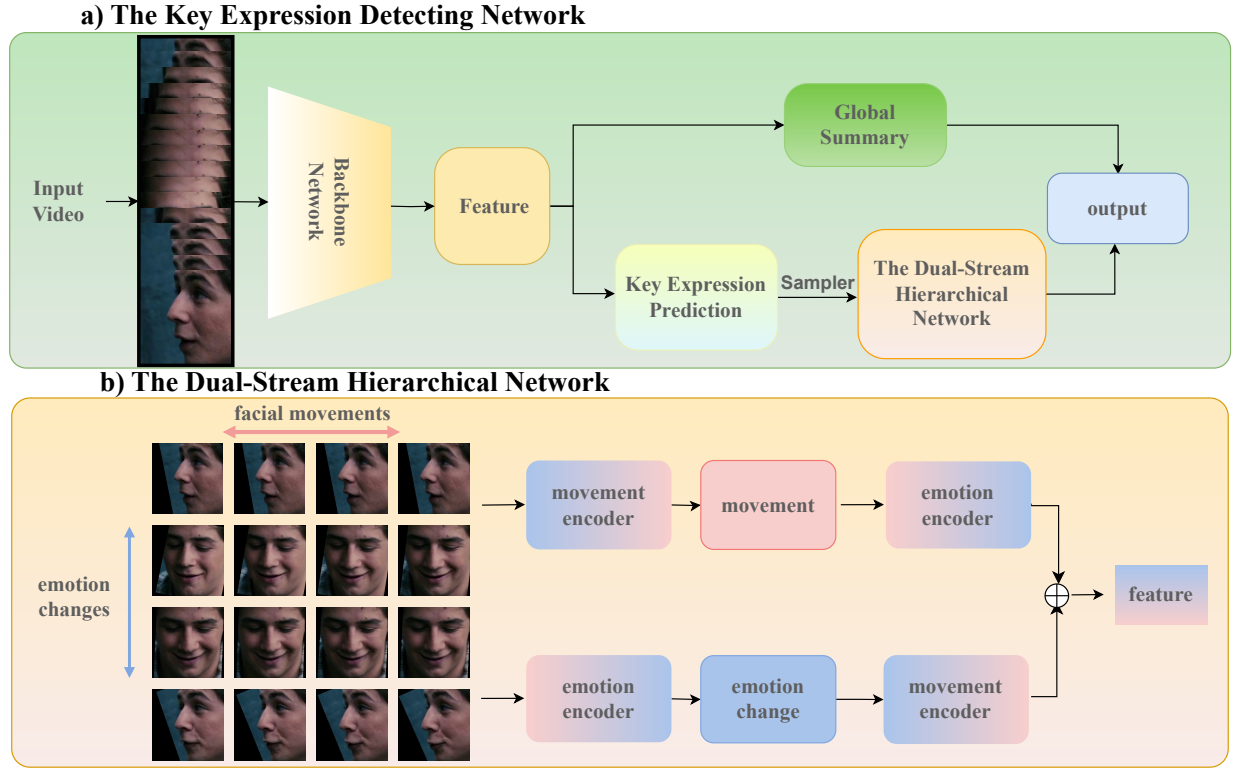 a) The Key Expression Detecting Network
Input
Video
Backbone
Network
Feature
Global
Summary
Key Expression
Prediction
Sampler
The Dual-Stream
Hierarchical
Network
output
b) The Dual-Stream Hierarchical Network
facial movements
emotion
changes
movement
encoder
movement
emotion
encoder
emotion
encoder
emotion
change
movement
encoder
feature